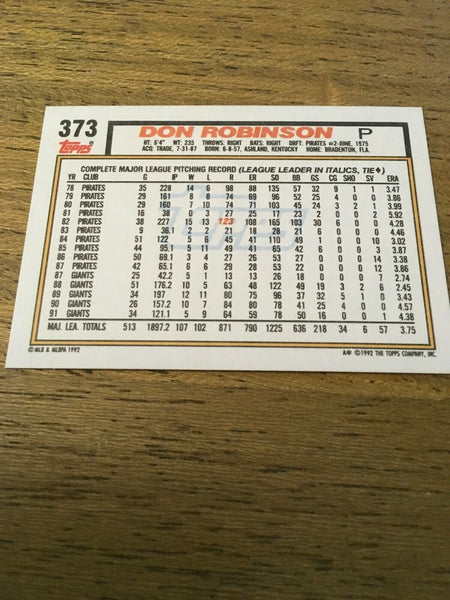 373 DON ROBINSON P
Topps
HT: 6'4" WT: 235 THROWS: RIGHT BATS: RIGHT DRFT: PIRATES #2-JUNE, 1975
ACQ: TRADE, 7-31-87 BORN: 6-8-57, ASHLAND, KENTUCKY HOME: BRADENTON, FLA.
COMPLETE MAJOR LEAGUE PITCHING RECORD (LEAGUE LEADER IN ITALICS, TIE♦)
YR CLUB G IP W L R ER SO BB GS CG SHO SV ERA
78 PIRATES 35 228 14 6 98 88 135 57 32 9 1 1 3.47
79 PIRATES 29 161 8 8 74 69 96 52 25 4 0 0 3.86
80 PIRATES 29 160 7 10 74 71 103 45 24 3 2 1 3.99
81 PIRATES 16 38 0 3 27 25 17 23 2 0 0 2 5.92
82 PIRATES 38 227 15 13 123 108 165 103 30 6 0 0 4.28
83 PIRATES 9 36.1 2 2 21 18 28 21 6 0 0 0 4.46
84 PIRATES 51 122 5 6 45 41 110 49 1 0 0 10 3.02
85 PIRATES 44 95.1 5 11 49 41 65 42 6 0 0 3 3.87
86 PIRATES 50 69.1 3 4 27 26 53 27 0 0 0 14 3.38
87 PIRATES 42 65.1 6 6 29 28 53 22 0 0 0 12 3.86
87 GIANTS 25 42.2 5 1 13 13 26 18 0 0 0 7 2.74
88 GIANTS 51 176.2 10 5 63 48 122 49 19 3 2 6 2.45
89 GIANTS 34 197 12 11 80 75 96 37 32 5 1 0 3.43
90 GIANTS 26 157.2 10 7 84 80 78 41 25 4 0 0 4.57
91 GIANTS 34 121.1 5 9 64 59 78 50 16 0 0 1 4.38
MAJ. LEA. TOTALS 513 1897.2 107 102 871 790 1225 636 218 34 6 57 3.75
© MLB & MLBPA 1992 A* ©1992 THE TOPPS COMPANY, INC.